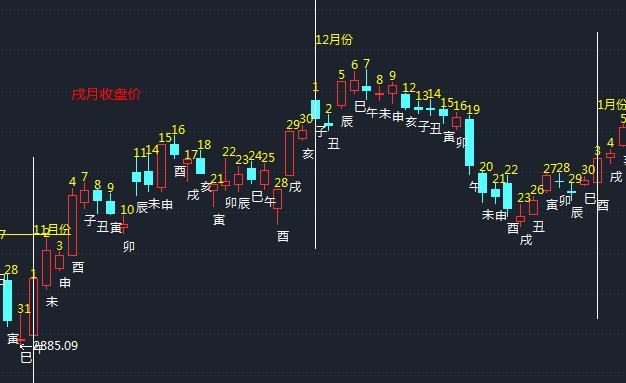 12月份
戌月收盘价
1月份
11月份
1 2 5 6 7 8 9 12 13 14 15 16 19
子 丑 辰 巳 午 未 申 亥 子 丑 寅 卯
11 14 15 16 17 18 21 22 23 24 25 28 29 30
辰 卯 申 酉 戌 亥 寅 卯 辰 巳 午 酉 戌 亥
4 7 8 9 10
酉 子 丑 寅 卯
20 21 22 23 26 27 28 29 30 3 4 5
午 未 申 酉 戌 丑 寅 卯 辰 巳 酉 戌 亥
7
28 31 1 2 3
寅 巳 午 未 申
2885.09